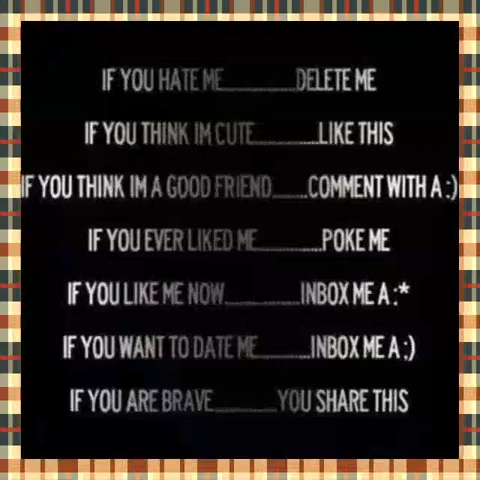 IF YOU HATE ME..............DELETE ME
IF YOU THINK IM CUTE..............LIKE THIS
IF YOU THINK IM A GOOD FRIEND.......COMMENT WITH A :)
IF YOU EVER LIKED ME..............POKE ME
IF YOU LIKE ME NOW..............INBOX ME A :*
IF YOU WANT TO DATE ME...........INBOX ME A ;)
IF YOU ARE BRAVE..............YOU SHARE THIS